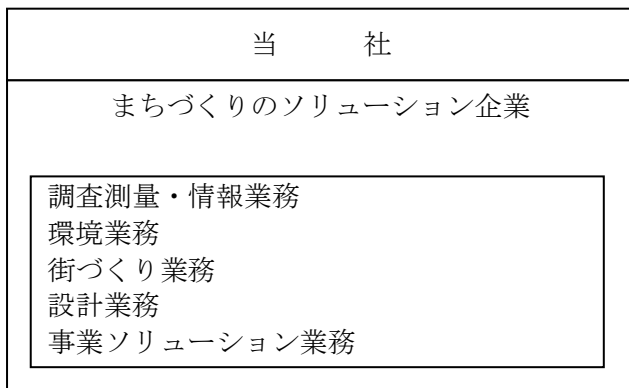 当　　社
まちづくりのソリューション企業
調査測量・情報業務
環境業務
街づくり業務
設計業務
事業ソリューション業務